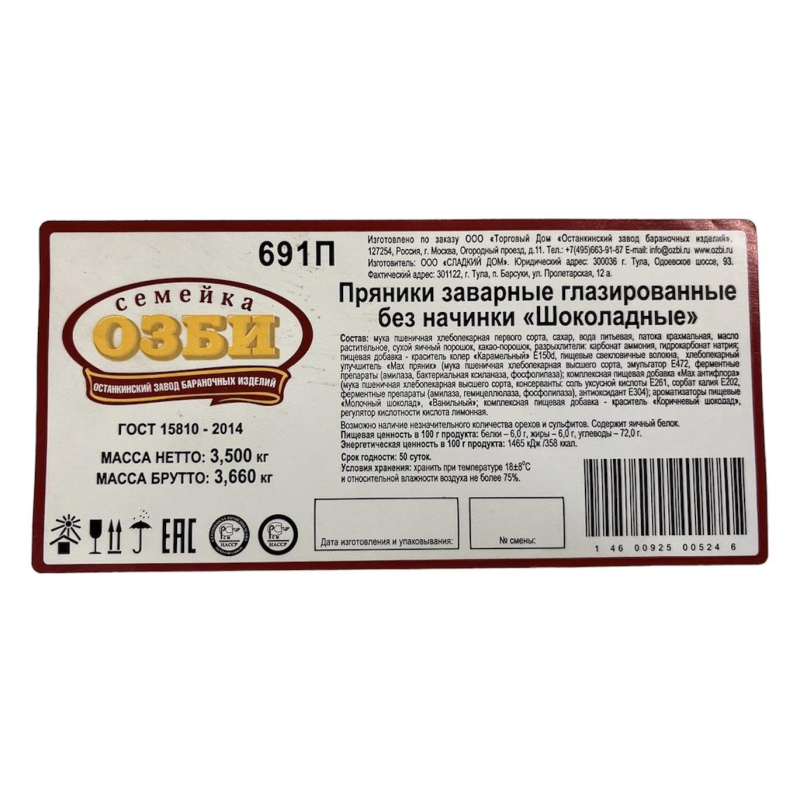 691П
Изготовлено по заказу ООО «Торговый Дом «Останкинский завод бараночных изделий».
127254, Россия, г. Москва, Огородный проезд, д.11. Тел.: +7(495)663-91-87 E-mail: info@ozbi.ru www.ozbi.ru
Изготовитель: ООО «СЛАДКИЙ ДОМ». Юридический адрес: 300036 г. Тула, Одоевское шоссе, 93.
Фактический адрес: 301122, г. Тула, п. Барсуки, ул. Пролетарская, 12 а.
СЕМЕЙКА
ОЗБИ
ОСТАНКИНСКИЙ ЗАВОД БАРАНОЧНЫХ ИЗДЕЛИЙ
ГОСТ 15810 - 2014
МАССА НЕТТО: 3,500 кг
МАССА БРУТТО: 3,660 кг
Пряники заварные глазированные
без начинки «Шоколадные»
Состав: мука пшеничная хлебопекарная первого сорта, сахар, вода питьевая, патока крахмальная, масло
растительное, сухой яичный порошок, какао-порошок, разрыхлители: карбонат аммония, гидрокарбонат натрия;
пищевая добавка - краситель колер «Карамельный» E150d, пищевые свекловичные волокна, хлебопекарный
улучшитель «Мах пряник» (мука пшеничная хлебопекарная высшего сорта, эмульгатор Е472, ферментные
препараты (амилаза, бактериальная ксиланаза, фосфолипаза); комплексная пищевая добавка «Мах антифлора»
(мука пшеничная хлебопекарная высшего сорта, консерванты: соль уксусной кислоты Е261, сорбат калия Е202,
ферментные препараты (амилаза, гемицеллюлаза, фосфолипаза), антиоксидант Е304); ароматизаторы пищевые
«Молочный шоколад», «Ванильный»; комплексная пищевая добавка - краситель «Коричневый шоколад»,
регулятор кислотности кислота лимонная.
Возможно наличие незначительного количества орехов и сульфитов. Содержит яичный белок.
Пищевая ценность в 100 г продукта: белки – 6,0 г, жиры – 6,0 г, углеводы – 72,0 г.
Энергетическая ценность в 100 г продукта: 1465 кДж /358 ккал.
Срок годности: 50 суток.
Условия хранения: хранить при температуре 18±8°С
и относительной влажности воздуха не более 75%.
EAC
РСТ
ХАССР
РСТ
ХАССР
Дата изготовления и упаковывания:
№ смены:
1 46 00925 00524 6